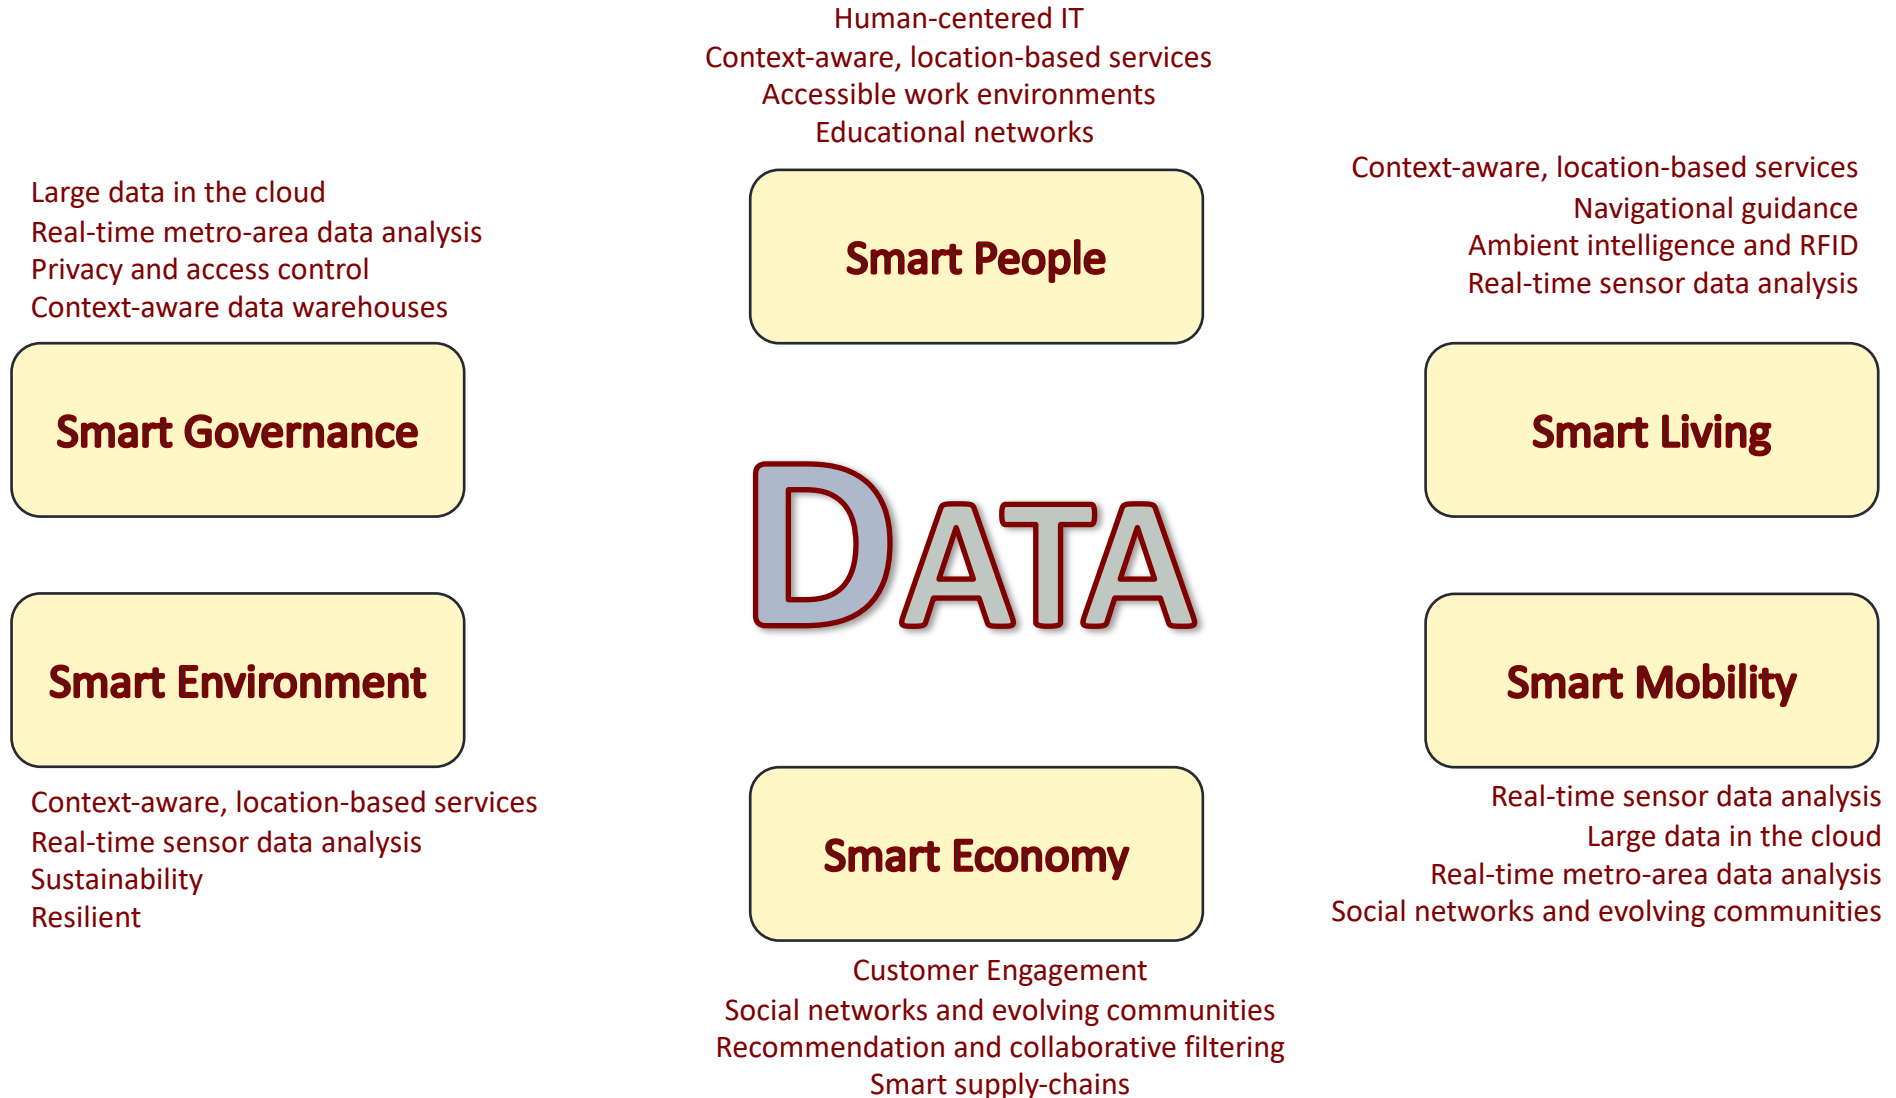 Human-centered IT
Context-aware, location-based services
Accessible work environments
Educational networks
Smart People
Large data in the cloud
Real-time metro-area data analysis
Privacy and access control
Context-aware data warehouses
Smart Governance
Context-aware, location-based services
Navigational guidance
Ambient intelligence and RFID
Real-time sensor data analysis
Smart Living
DATA
Smart Environment
Context-aware, location-based services
Real-time sensor data analysis
Sustainability
Resilient
Smart Mobility
Real-time sensor data analysis
Large data in the cloud
Real-time metro-area data analysis
Social networks and evolving communities
Smart Economy
Customer Engagement
Social networks and evolving communities
Recommendation and collaborative filtering
Smart supply-chains